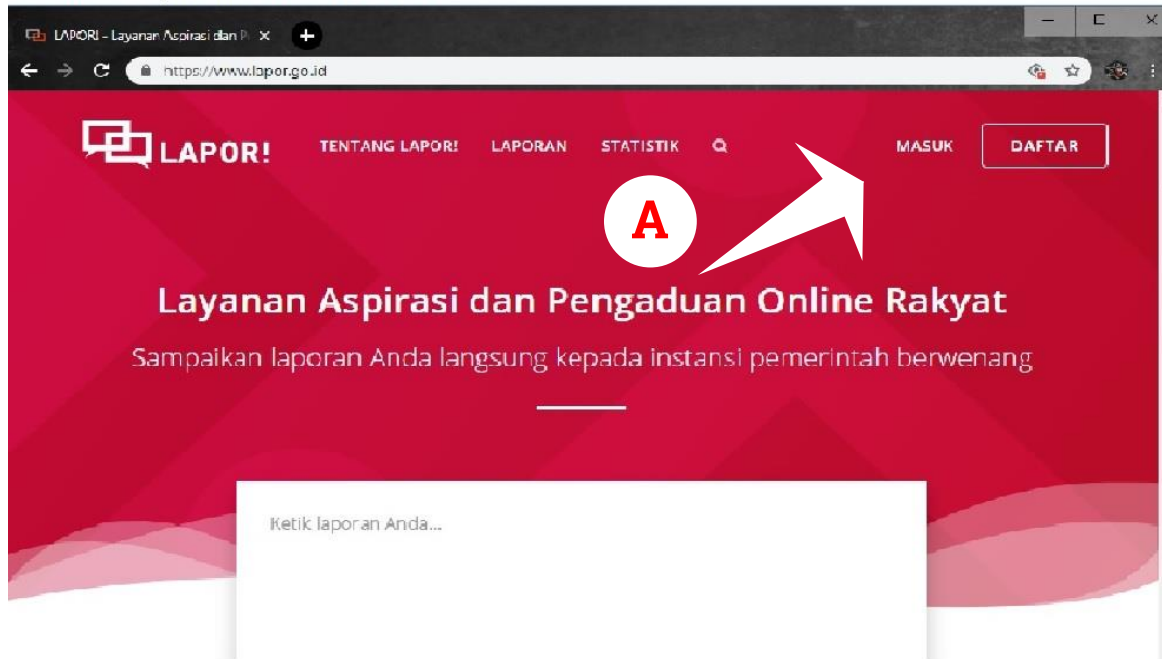 LAPOR! - Layanan Aspirasi dan P
https://www.lapor.go.id
LAPOR! TENTANG LAPOR! LAPORAN STATISTIK MASUK DAFTAR
A
Layanan Aspirasi dan Pengaduan Online Rakyat
Sampaikan laporan Anda langsung kepada instansi pemerintah berwenang
Ketik laporan Anda...